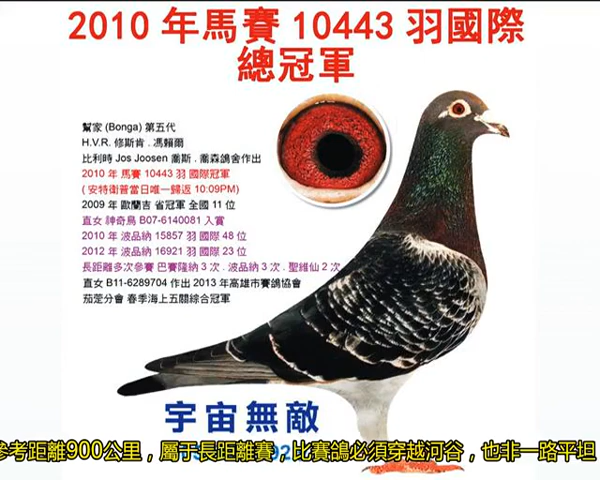 2010 年馬賽 10443 羽國際
總冠軍
幫家 (Bonga) 第五代
H.V.R. 修斯肯 . 馮賴爾
比利時 Jos Joosen 喬斯 . 喬森鴿舍作出
2010 年 馬賽 10443 羽 國際冠軍
( 安特衛普當日唯一歸返 10:09PM)
2009 年 歐蘭吉 省冠軍 全國 11 位
直女 神奇鳥 B07-6140081 入賞
2010 年 波品納 15857 羽 國際 48 位
2012 年 波品納 16921 羽 國際 23 位
長距離多次參賽 巴賽隆納 3 次 . 波品納 3 次 . 聖維仙 2 次
直女 B11-6289704 作出 2013 年高雄市賽鴿協會
茄萣分會 春季海上五關綜合冠軍
宇宙無敵
參考距離900公里，屬于長距離賽，比賽鴿必須穿越河谷，也非一路平坦